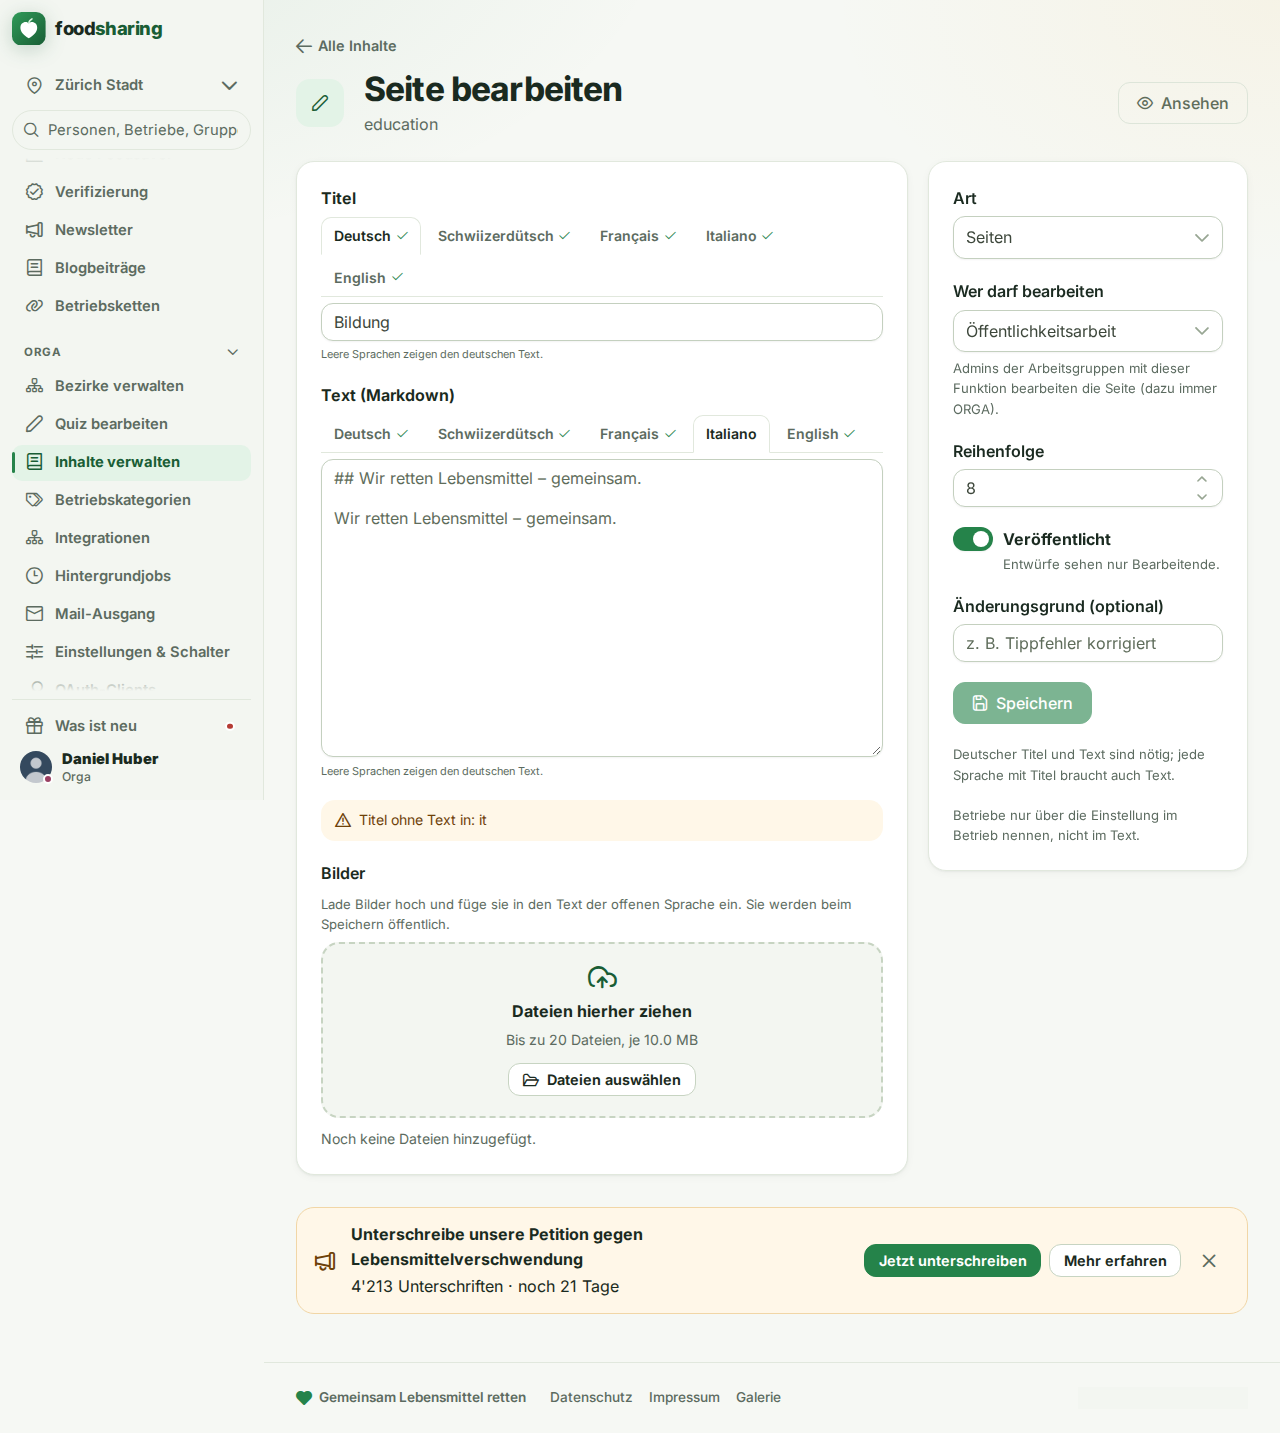 foodsharing
Zürich Stadt
Personen, Betriebe, Grupp
Verifizierung
Newsletter
Blogbeiträge
Betriebsketten
ORGA
Bezirke verwalten
Quiz bearbeiten
Inhalte verwalten
Betriebskategorien
Integrationen
Hintergrundjobs
Mail-Ausgang
Einstellungen & Schalter
OAuth-Clients
Was ist neu
Daniel Huber
Orga
Alle Inhalte
Seite bearbeiten
education
Ansehen
Titel
Deutsch Schwiizerdütsch Français Italiano
English
Bildung
Leere Sprachen zeigen den deutschen Text.
Text (Markdown)
Deutsch Schwiizerdütsch Français Italiano English
## Wir retten Lebensmittel – gemeinsam.
Wir retten Lebensmittel – gemeinsam.
Leere Sprachen zeigen den deutschen Text.
Titel ohne Text in: it
Bilder
Lade Bilder hoch und füge sie in den Text der offenen Sprache ein. Sie werden beim
Speichern öffentlich.
Dateien hierher ziehen
Bis zu 20 Dateien, je 10.0 MB
Dateien auswählen
Noch keine Dateien hinzugefügt.
Art
Seiten
Wer darf bearbeiten
Öffentlichkeitsarbeit
Admins der Arbeitsgruppen mit dieser
Funktion bearbeiten die Seite (dazu immer
ORGA).
Reihenfolge
8
Veröffentlicht
Entwürfe sehen nur Bearbeitende.
Änderungsgrund (optional)
z. B. Tippfehler korrigiert
Speichern
Deutscher Titel und Text sind nötig; jede
Sprache mit Titel braucht auch Text.
Betriebe nur über die Einstellung im
Betrieb nennen, nicht im Text.
Unterschreibe unsere Petition gegen
Lebensmittelverschwendung
4'213 Unterschriften · noch 21 Tage
Jetzt unterschreiben
Mehr erfahren
Gemeinsam Lebensmittel retten
Datenschutz
Impressum
Galerie